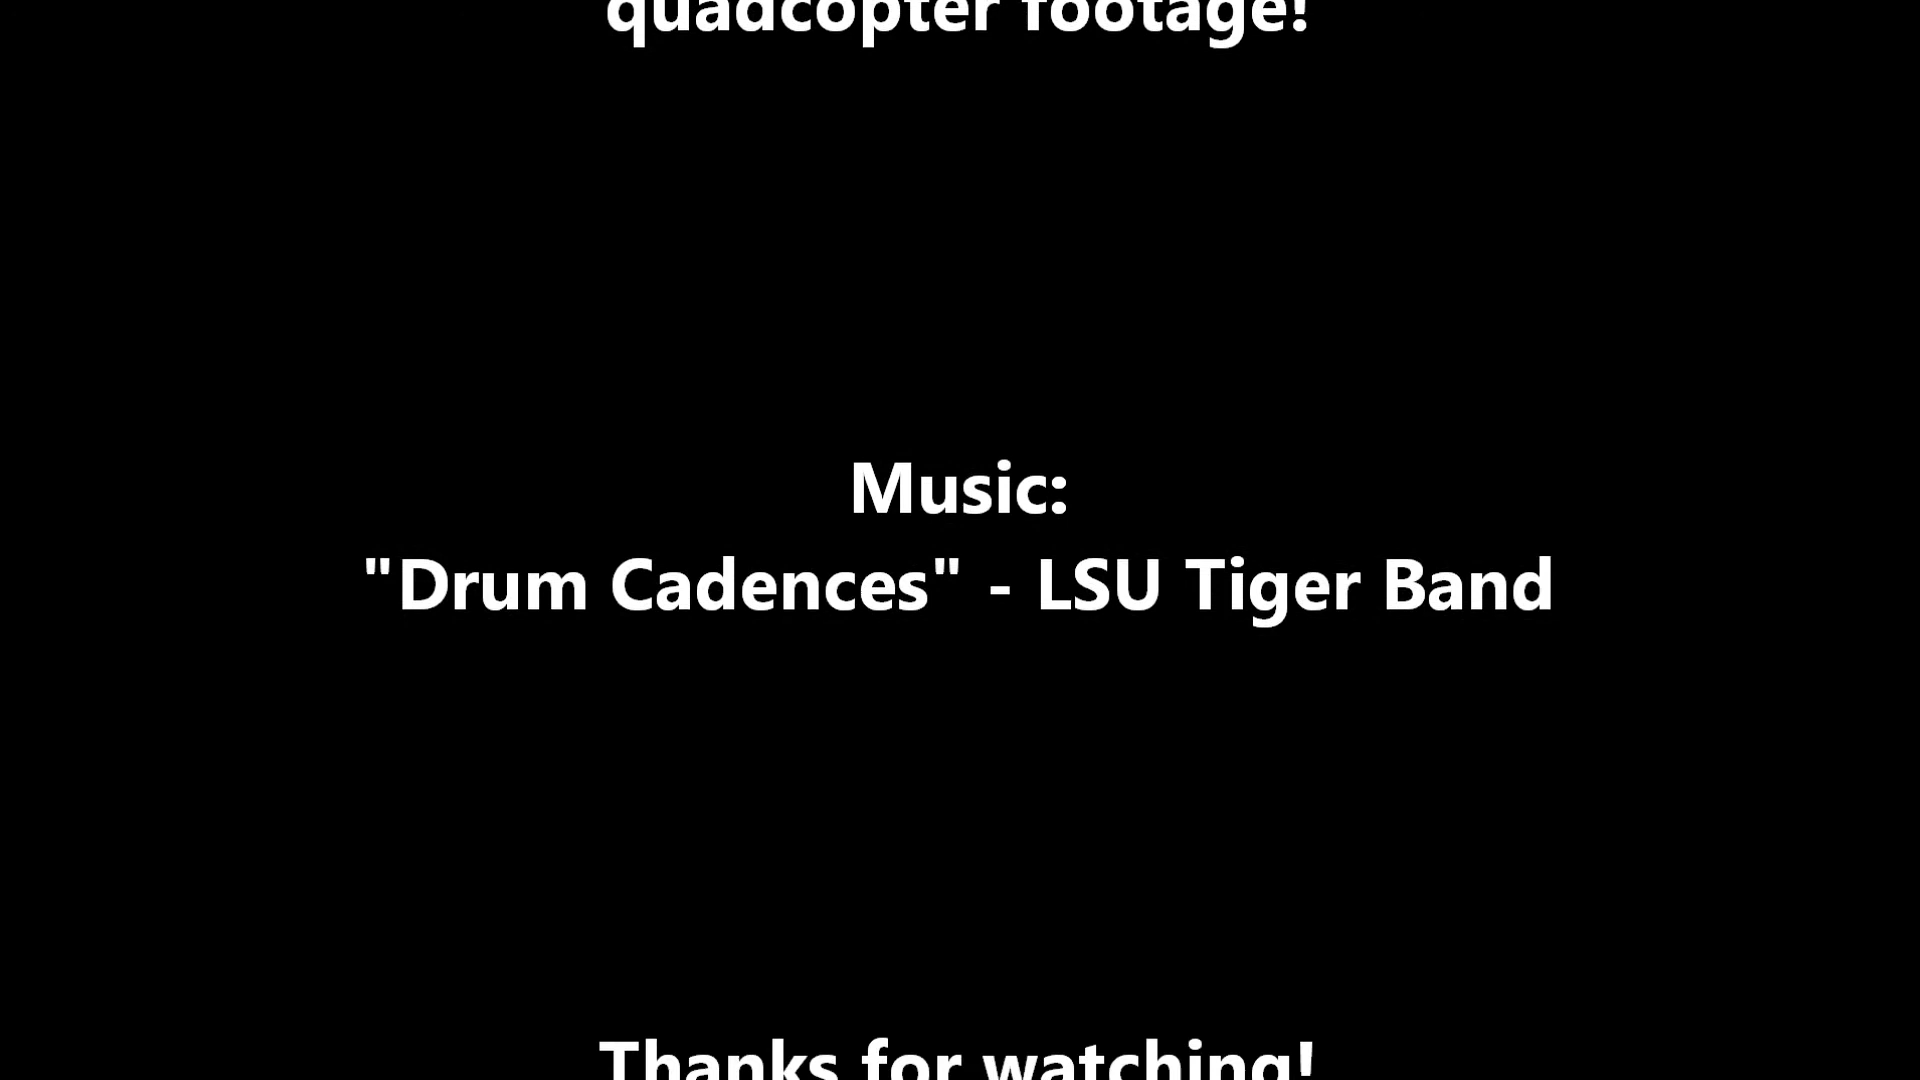 quadcopter footage!
Music:
"Drum Cadences" - LSU Tiger Band
Thanks for watching!